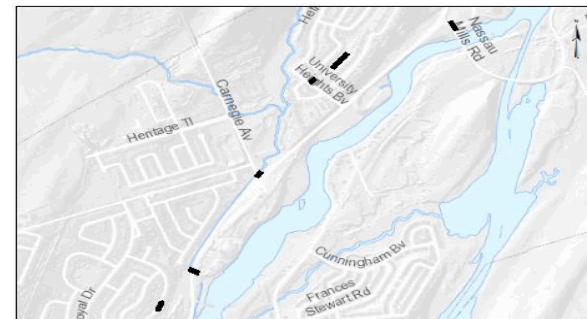 Nassau
Mills Rd
University
Heights Bv
Carnegie Av
Heritage Tl
Cunningham Bv
Frances
Stewart Rd